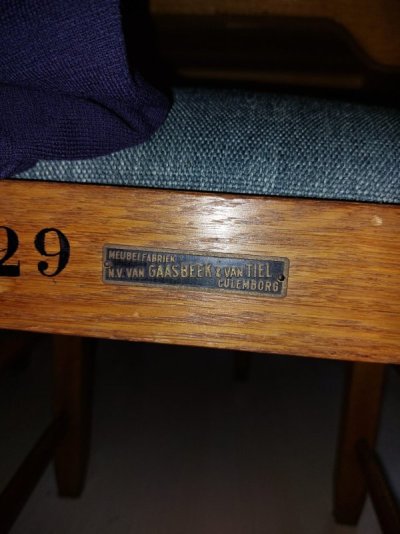 29
MEUBELFABRIEK
N.V. VAN GAASBEEK & VAN TIEL
CULEMBORG